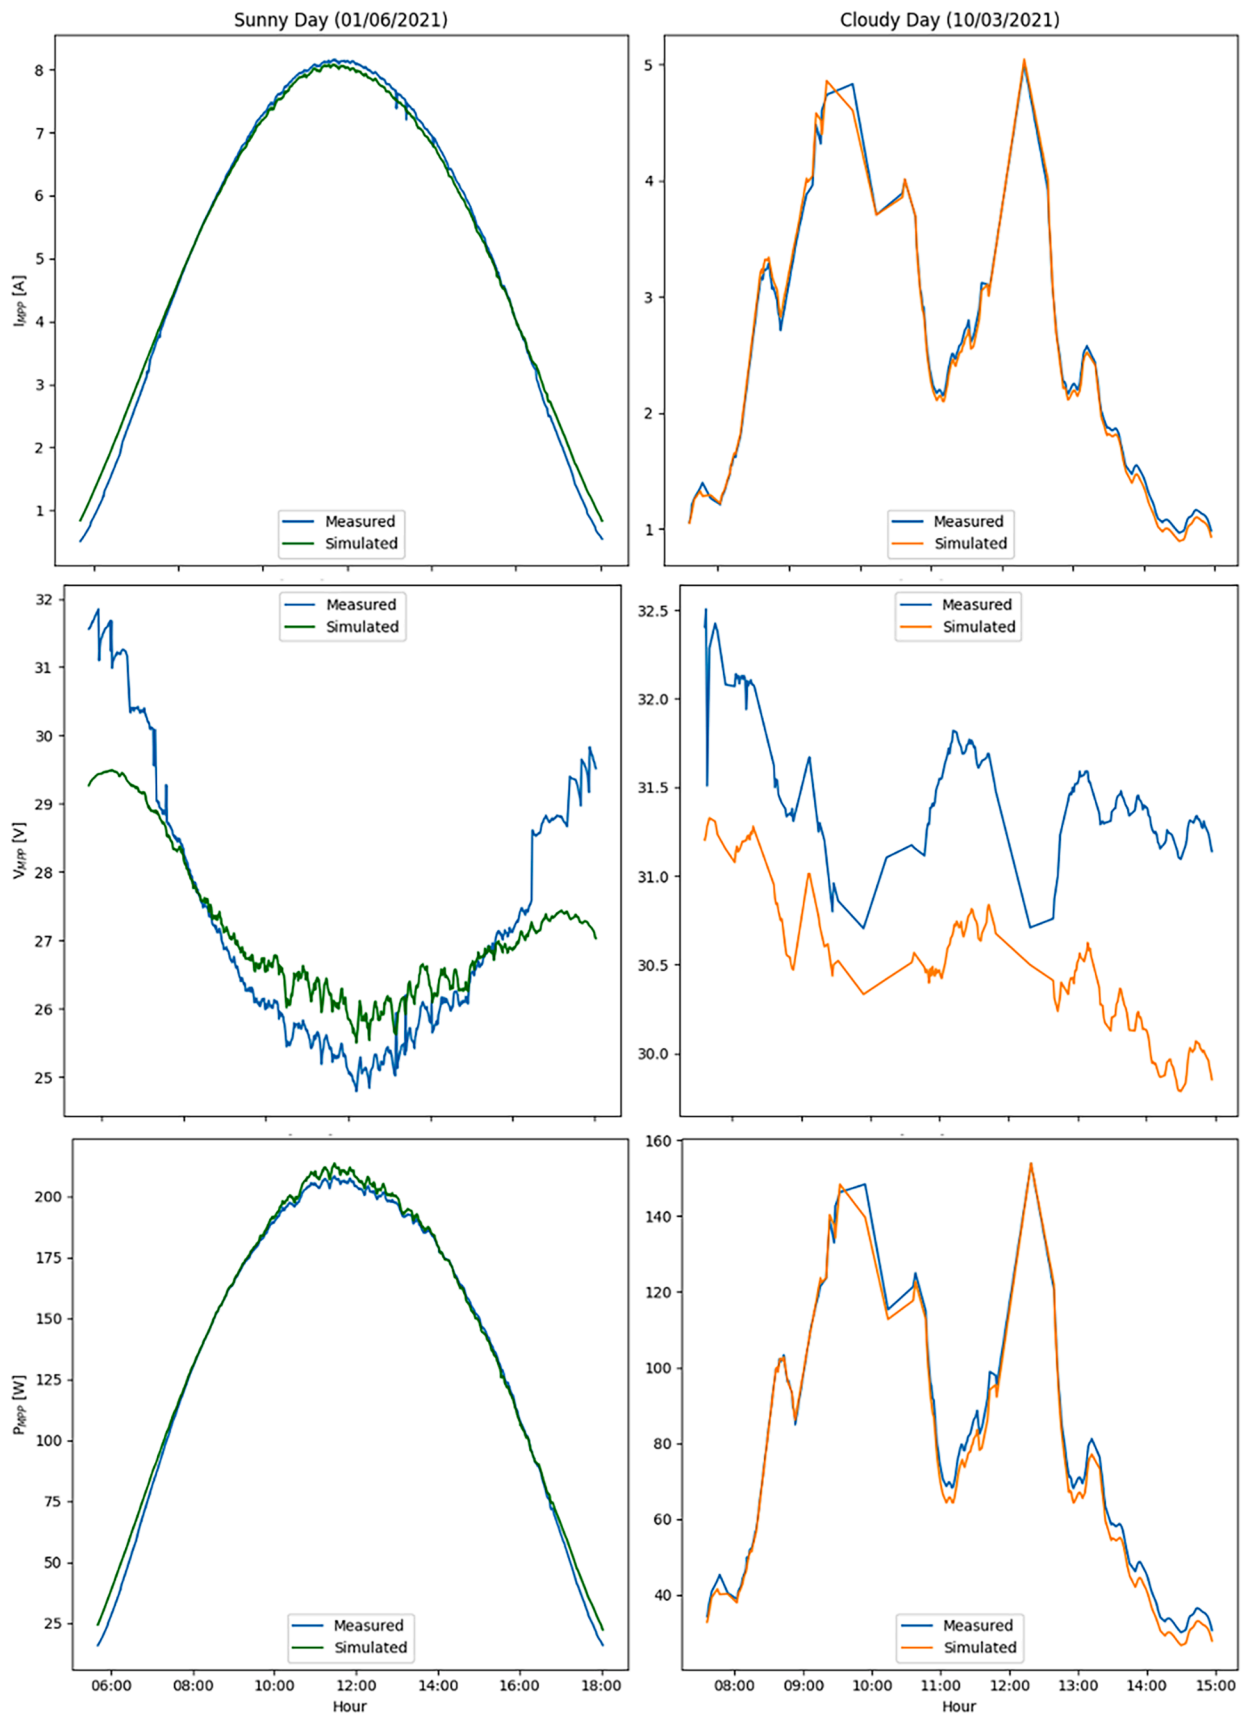 Sunny Day (01/06/2021)
Cloudy Day (10/03/2021)
I_MPP [A]
8
7
6
5
4
3
2
1
Measured
Simulated
5
4
3
2
1
Measured
Simulated
V_MPP [V]
32
31
30
29
28
27
26
25
Measured
Simulated
32.5
32.0
31.5
31.0
30.5
30.0
Measured
Simulated
P_MPP [W]
200
175
150
125
100
75
50
25
Measured
Simulated
06:00 08:00 10:00 12:00 14:00 16:00 18:00
Hour
160
140
120
100
80
60
40
Measured
Simulated
08:00 09:00 10:00 11:00 12:00 13:00 14:00 15:00
Hour